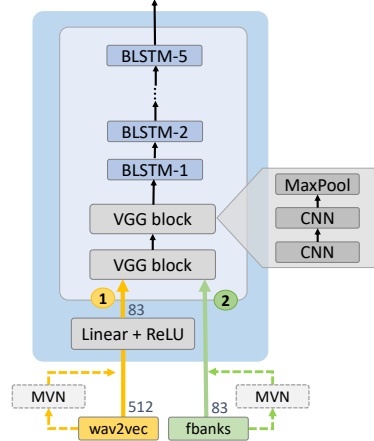 BLSTM-5
BLSTM-2
BLSTM-1
MaxPool
VGG block
CNN
VGG block
CNN
1
2
83
Linear + ReLU
MVN
MVN
512
83
wav2vec
fbanks